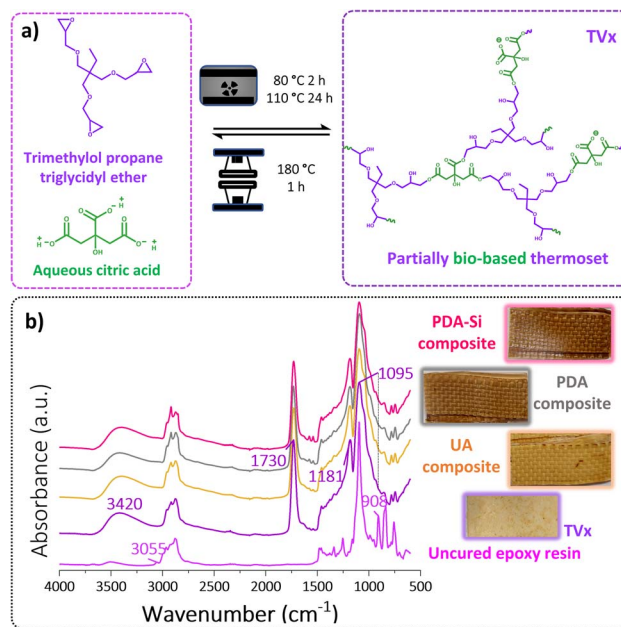 a)
TVx
80 °C 2 h
110 °C 24 h
180 °C
1 h
Trimethylol propane
triglycidyl ether
Aqueous citric acid
Partially bio-based thermoset
b)
PDA-Si
composite
PDA
composite
UA
composite
TVx
Uncured epoxy resin
1095
1730
1181
908
3420
3055
Absorbance (a.u.)
4000 3500 3000 2500 2000 1500 1000 500
Wavenumber (cm⁻¹)